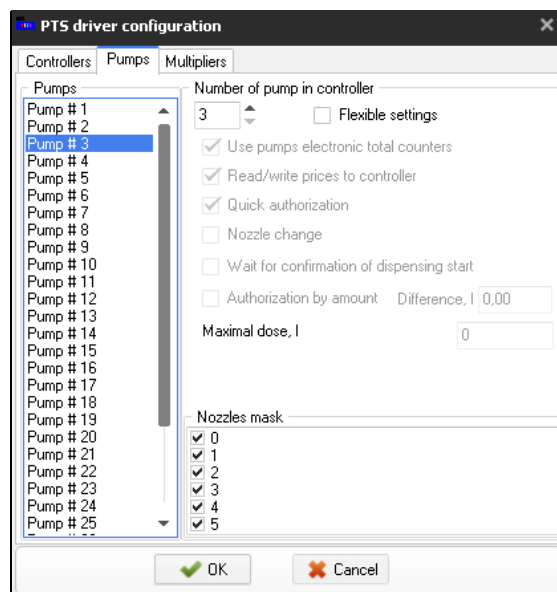 PTS driver configuration
Controllers Pumps Multipliers
Pumps
Pump # 1
Pump # 2
Pump # 3
Pump # 4
Pump # 5
Pump # 6
Pump # 7
Pump # 8
Pump # 9
Pump # 10
Pump # 11
Pump # 12
Pump # 13
Pump # 14
Pump # 15
Pump # 16
Pump # 17
Pump # 18
Pump # 19
Pump # 20
Pump # 21
Pump # 22
Pump # 23
Pump # 24
Pump # 25
Number of pump in controller
3 Flexible settings
Use pumps electronic total counters
Read/write prices to controller
Quick authorization
Nozzle change
Wait for confirmation of dispensing start
Authorization by amount Difference, l 0,00
Maximal dose, l 0
Nozzles mask
0
1
2
3
4
5
OK Cancel